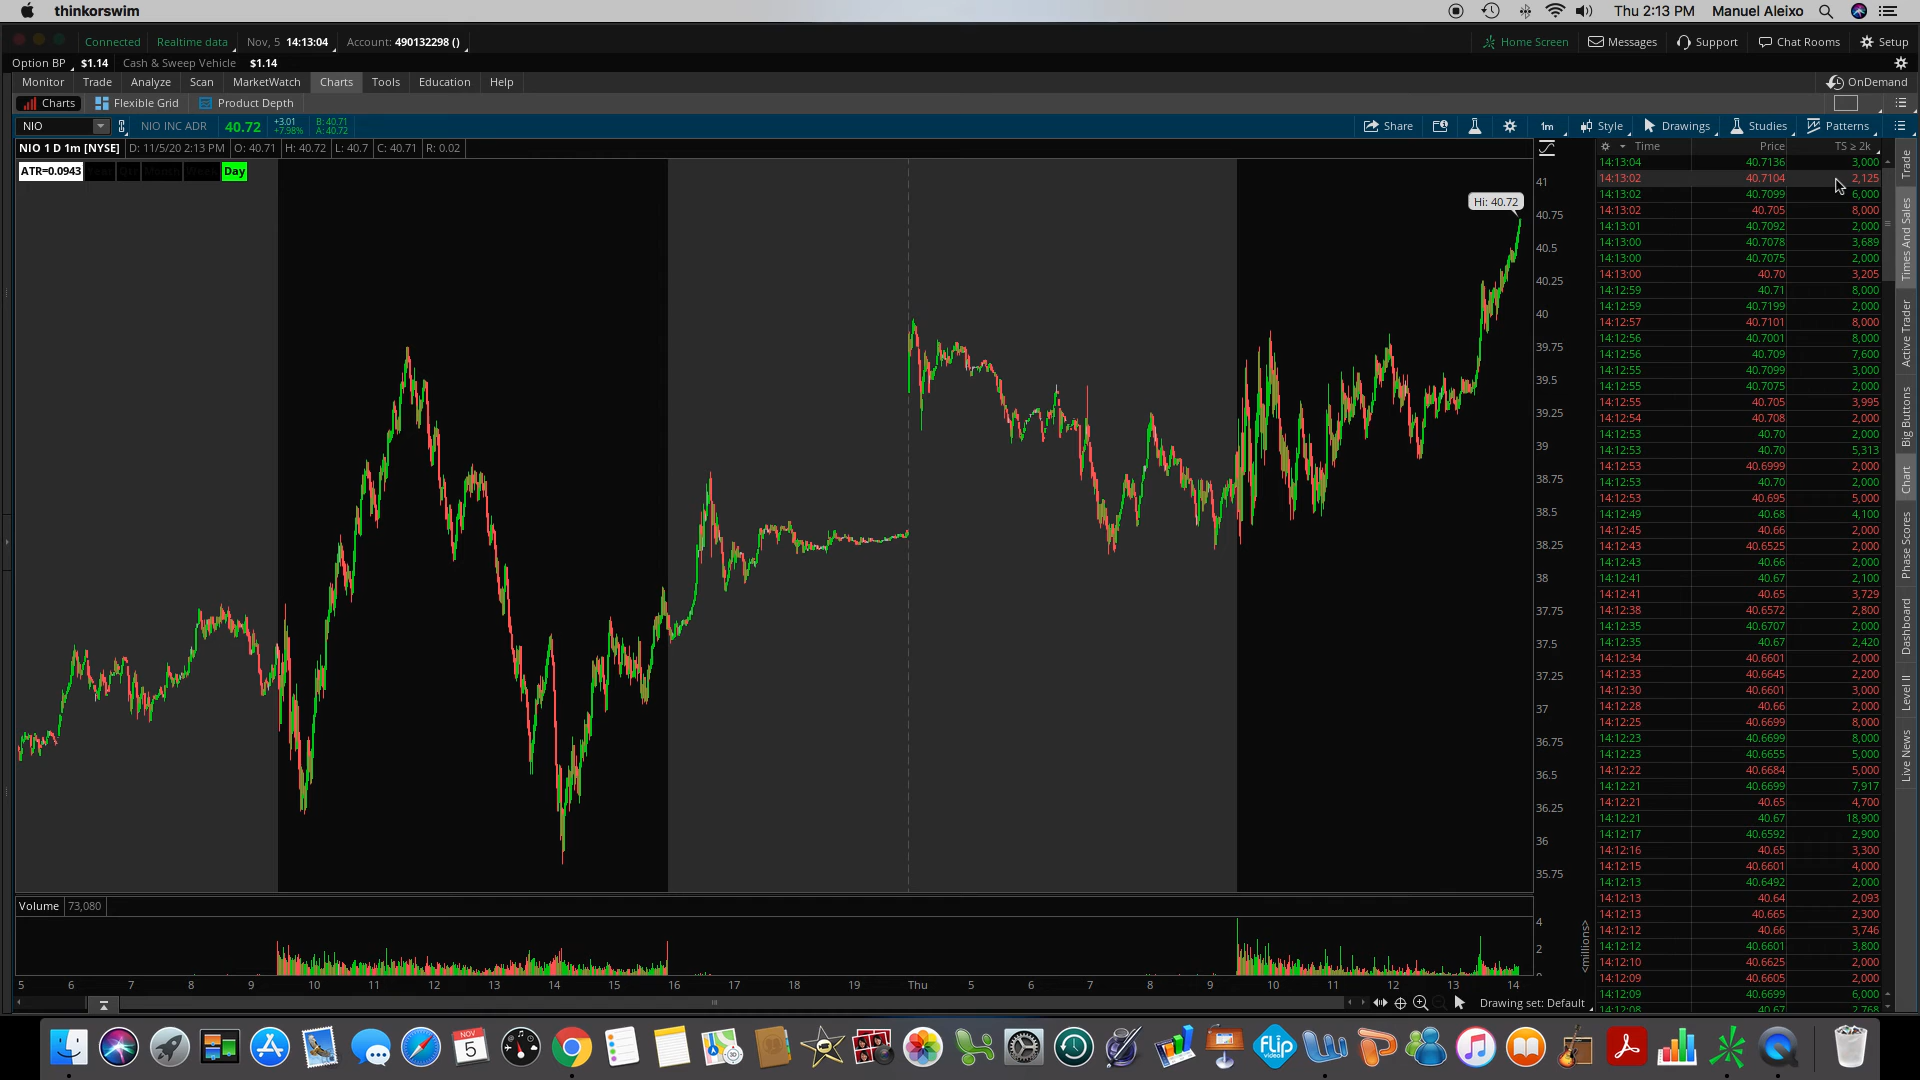 thinkorswim Thu 2:13 PM Manuel Aleixo
Connected Realtime data Nov, 5 14:13:04 Account: 490132298 () Home Screen Messages Support Chat Rooms Setup
Option BP $1.14 Cash & Sweep Vehicle $1.14
Monitor Trade Analyze Scan MarketWatch Charts Tools Education Help OnDemand
Charts Flexible Grid Product Depth
NIO NIO INC ADR 40.72 +3.01 +7.98% B: 40.71 A: 40.72 Share 1m Style Drawings Studies Patterns
NIO 1 D 1m [NYSE] D: 11/5/20 2:13 PM O: 40.71 H: 40.72 L: 40.7 C: 40.71 R: 0.02
ATR=0.0943 Day
Hi: 40.72
41
40.75
40.5
40.25
40
39.75
39.5
39.25
39
38.75
38.5
38.25
38
37.75
37.5
37.25
37
36.75
36.5
36.25
36
35.75
Volume 73,080
4
2
0
<millions>
5 6 7 8 9 10 11 12 13 14 15 16 17 18 19 Thu 5 6 7 8 9 10 11 12 13 14
Drawing set: Default
Time Price TS ≥ 2k
14:13:04 40.7136 3,000
14:13:02 40.7104 2,125
14:13:02 40.7099 6,000
14:13:02 40.705 8,000
14:13:01 40.7092 2,000
14:13:00 40.7078 3,689
14:13:00 40.7075 2,000
14:13:00 40.70 3,205
14:12:59 40.71 8,000
14:12:59 40.7199 2,000
14:12:57 40.7101 8,000
14:12:56 40.7001 8,000
14:12:56 40.709 7,600
14:12:55 40.7099 3,000
14:12:55 40.7075 2,000
14:12:55 40.705 3,995
14:12:54 40.708 2,000
14:12:53 40.70 2,000
14:12:53 40.70 5,313
14:12:53 40.6999 2,000
14:12:53 40.70 2,000
14:12:53 40.695 5,000
14:12:49 40.68 4,100
14:12:45 40.66 2,000
14:12:43 40.6525 2,000
14:12:43 40.66 2,000
14:12:41 40.67 2,100
14:12:41 40.65 3,729
14:12:38 40.6572 2,800
14:12:35 40.6707 2,000
14:12:35 40.67 2,420
14:12:34 40.6601 2,000
14:12:33 40.6645 2,200
14:12:30 40.6601 3,000
14:12:28 40.66 2,000
14:12:25 40.6699 8,000
14:12:23 40.6699 8,000
14:12:23 40.6655 5,000
14:12:22 40.6684 5,000
14:12:21 40.6699 7,917
14:12:21 40.65 4,700
14:12:21 40.67 18,900
14:12:17 40.6592 2,900
14:12:16 40.65 3,300
14:12:15 40.6601 4,000
14:12:13 40.6492 2,000
14:12:13 40.64 2,093
14:12:13 40.665 2,300
14:12:12 40.66 3,746
14:12:12 40.6601 3,800
14:12:10 40.6625 2,000
14:12:09 40.6605 2,000
14:12:09 40.6699 6,000
14:12:08 40.67 2,768
Trade
Times And Sales
Active Trader
Big Buttons
Chart
Phase Scores
Dashboard
Level II
Live News
NOV
5
FLIP
video